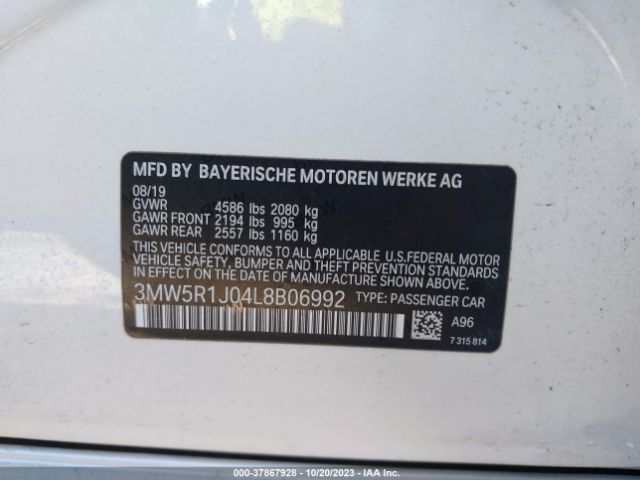 MFD BY BAYERISCHE MOTOREN WERKE AG
08/19
GVWR 4586 lbs 2080 kg
GAWR FRONT 2194 lbs 995 kg
GAWR REAR 2557 lbs 1160 kg
THIS VEHICLE CONFORMS TO ALL APPLICABLE U.S.FEDERAL MOTOR
VEHICLE SAFETY, BUMPER AND THEFT PREVENTION STANDARDS
IN EFFECT ON THE DATE OF MANUFACTURE SHOWN ABOVE.
3MW5R1J04L8B06992 TYPE: PASSENGER CAR
A96
7 315 814
000-37867928 - 10/20/2023 - IAA Inc.